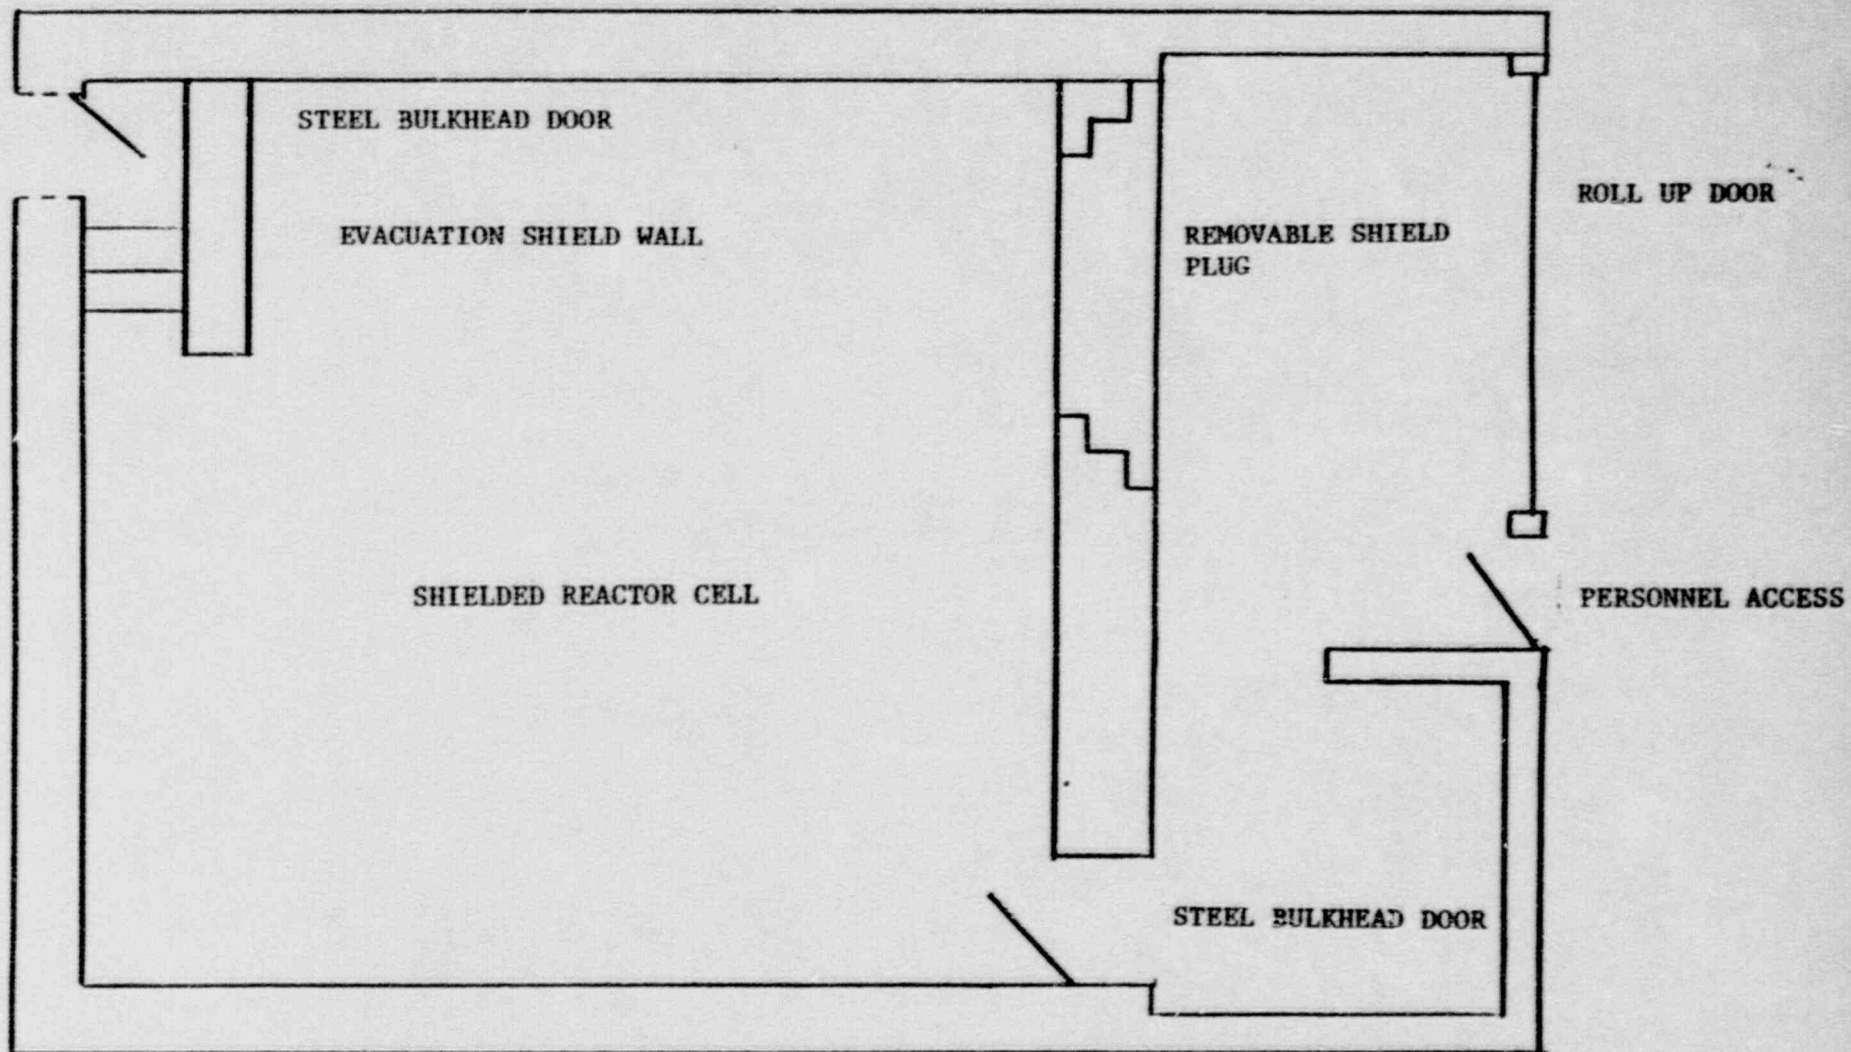 STEEL BULKHEAD DOOR
ROLL UP DOOR
EVACUATION SHIELD WALL
REMOVABLE SHIELD
PLUG
SHIELDED REACTOR CELL
PERSONNEL ACCESS
STEEL BULKHEAD DOOR